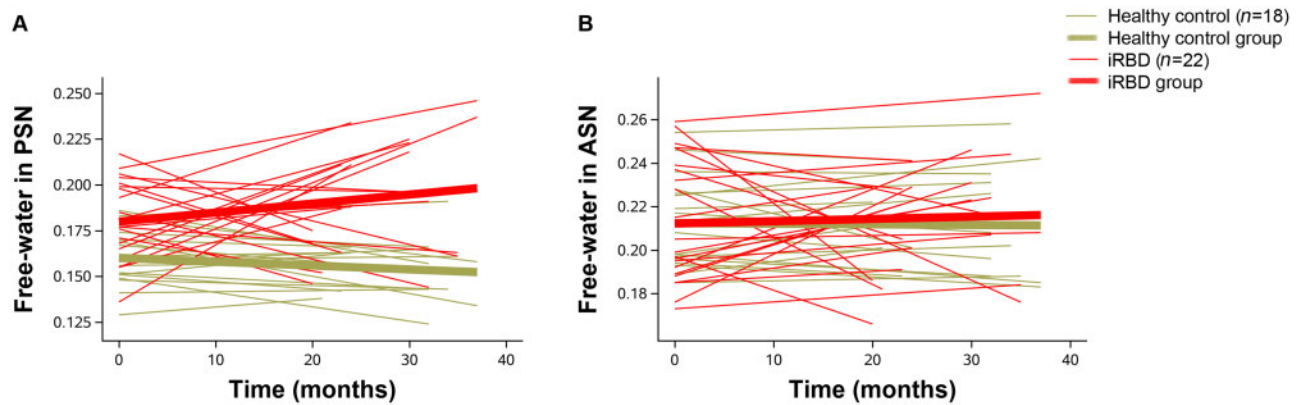 A
Free-water in PSN
0.250
0.225
0.200
0.175
0.150
0.125
0
10
20
30
40
Time (months)
B
Free-water in ASN
0.26
0.24
0.22
0.20
0.18
0
10
20
30
40
Time (months)
Healthy control (n=18)
Healthy control group
iRBD (n=22)
iRBD group